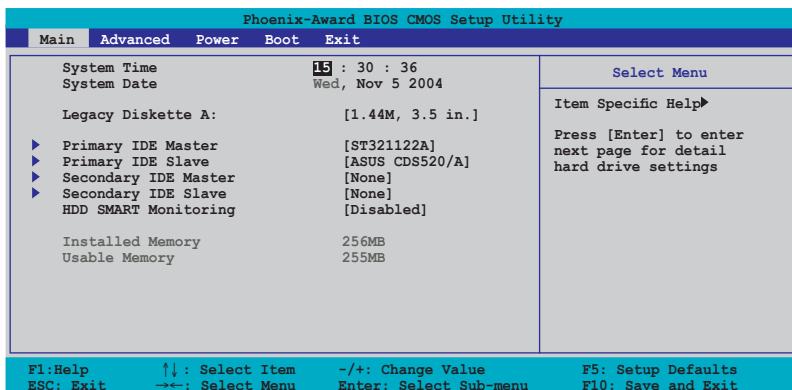 Phoenix-Award BIOS CMOS Setup Utility
Main Advanced Power Boot Exit
System Time 15 : 30 : 36
System Date Wed, Nov 5 2004
Legacy Diskette A: [1.44M, 3.5 in.]
Primary IDE Master [ST321122A]
Primary IDE Slave [ASUS CDS520/A]
Secondary IDE Master [None]
Secondary IDE Slave [None]
HDD SMART Monitoring [Disabled]
Installed Memory 256MB
Usable Memory 255MB
Select Menu
Item Specific Help
Press [Enter] to enter
next page for detail
hard drive settings
F1:Help ↑↓ : Select Item -/+: Change Value F5: Setup Defaults
ESC: Exit →←: Select Menu Enter: Select Sub-menu F10: Save and Exit